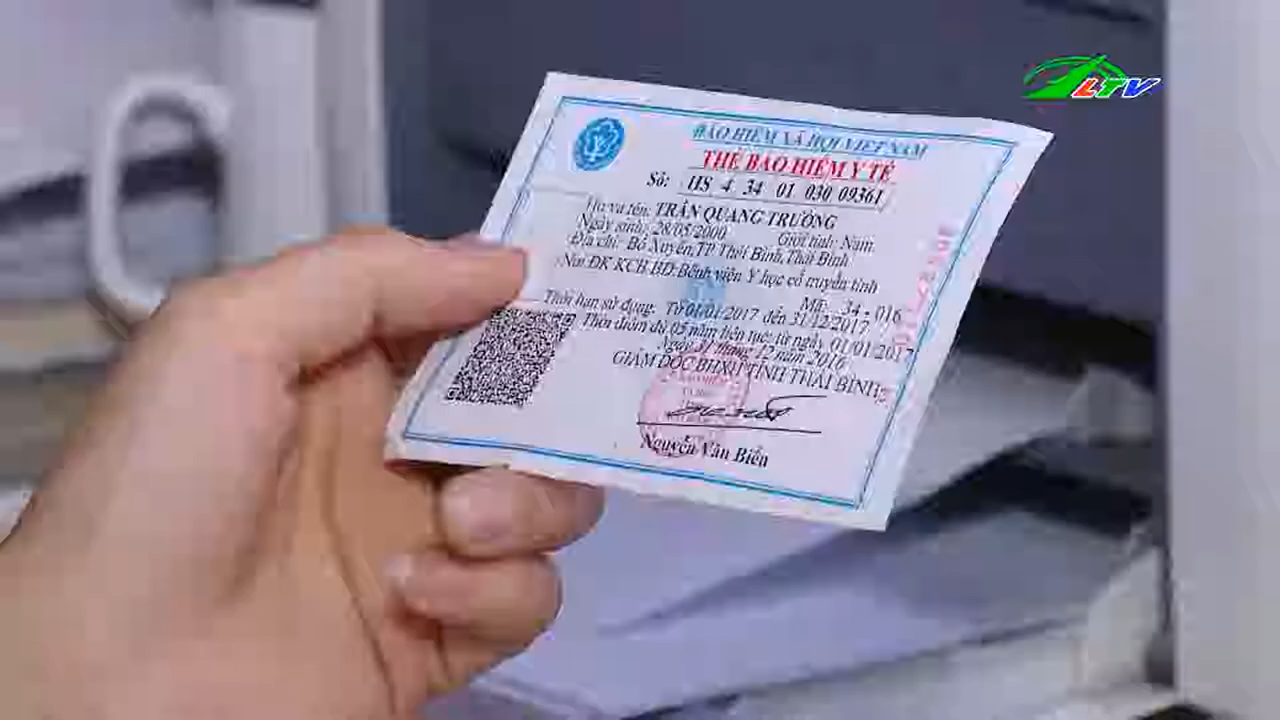 LTV
BẢO HIỂM XÃ HỘI VIỆT NAM
THẺ BẢO HIỂM Y TẾ
Số: HS 4 34 01 030 09361
Họ và tên: TRẦN QUANG TRƯỜNG
Ngày sinh: 28/05/2000 Giới tính: Nam
Địa chỉ: Bồ Xuyên,TP Thái Bình,Thái Bình
Nơi ĐK KCB BĐ:Bệnh viện Y học cổ truyền tỉnh
Mã: 34 - 016
Thời hạn sử dụng: Từ 01/01/2017 đến 31/12/2017
Thời điểm đủ 05 năm liên tục: từ ngày 01/01/2017
Ngày 31 tháng 12 năm 2016
GIÁM ĐỐC BHXH TỈNH THÁI BÌNH
Nguyễn Văn Biểu